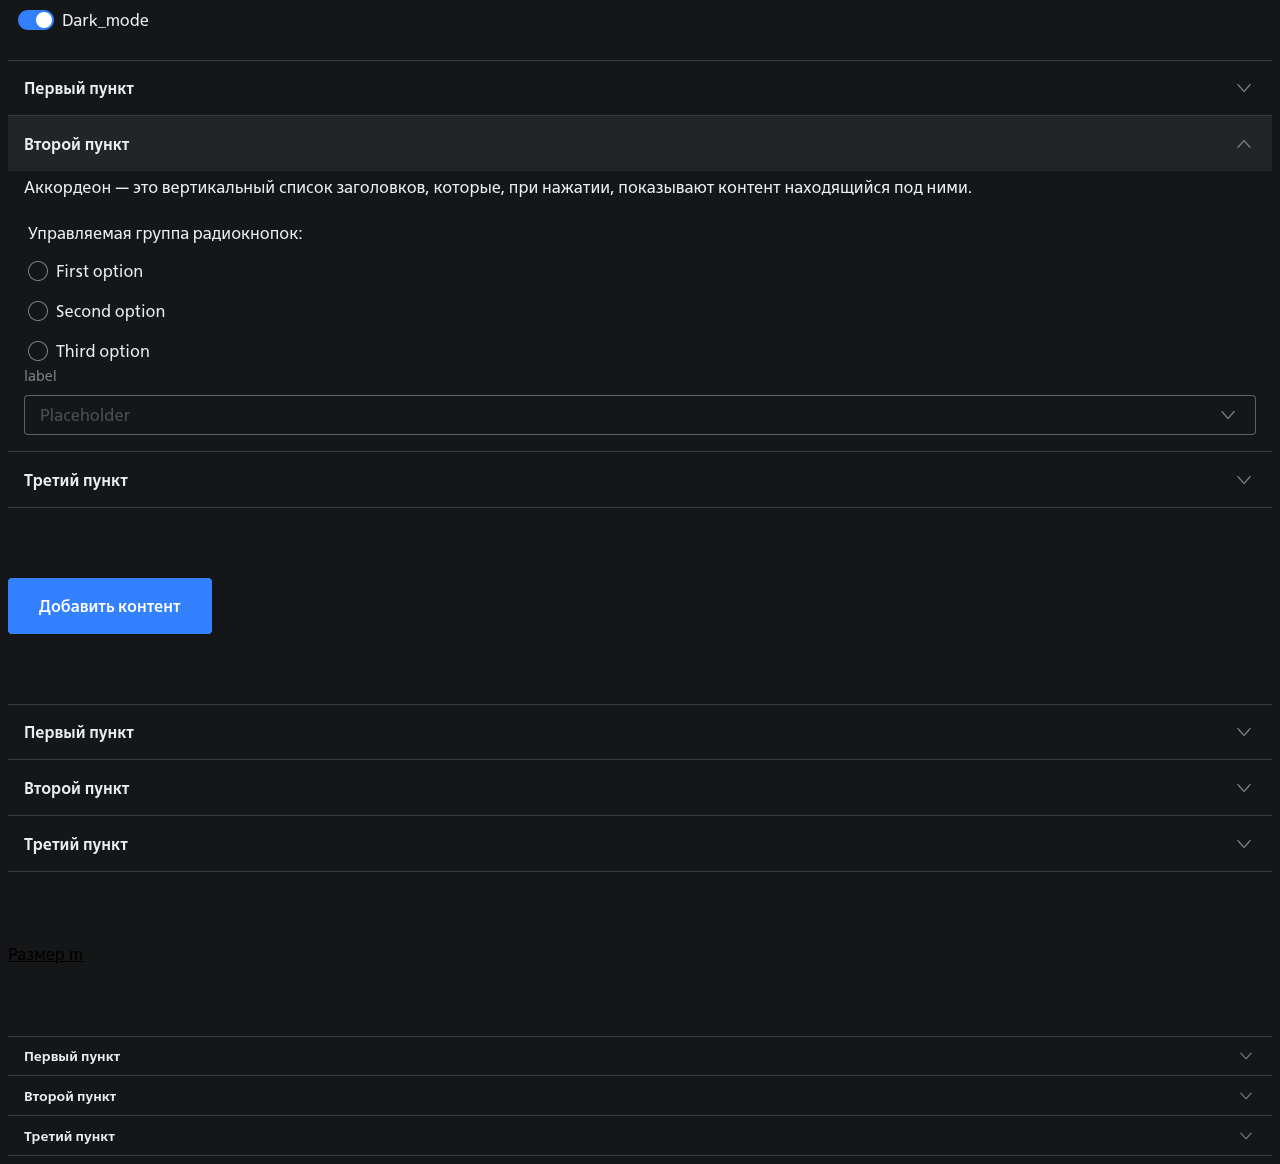 Dark_mode
Первый пункт
Второй пункт
Аккордеон — это вертикальный список заголовков, которые, при нажатии, показывают контент находящийся под ними.
Управляемая группа радиокнопок:
First option
Second option
Third option
label
Placeholder
Третий пункт
Добавить контент
Первый пункт
Второй пункт
Третий пункт
Размер m
Первый пункт
Второй пункт
Третий пункт